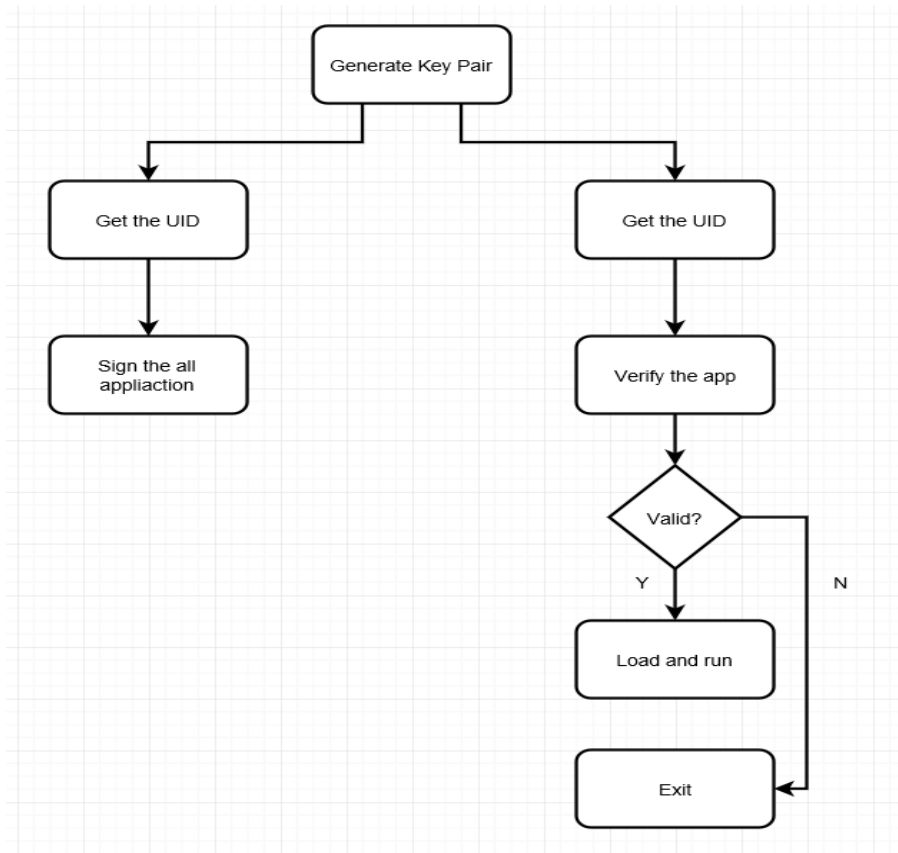 Generate Key Pair
Get the UID
Get the UID
Sign the all
appliaction
Verify the app
Valid?
Y
N
Load and run
Exit